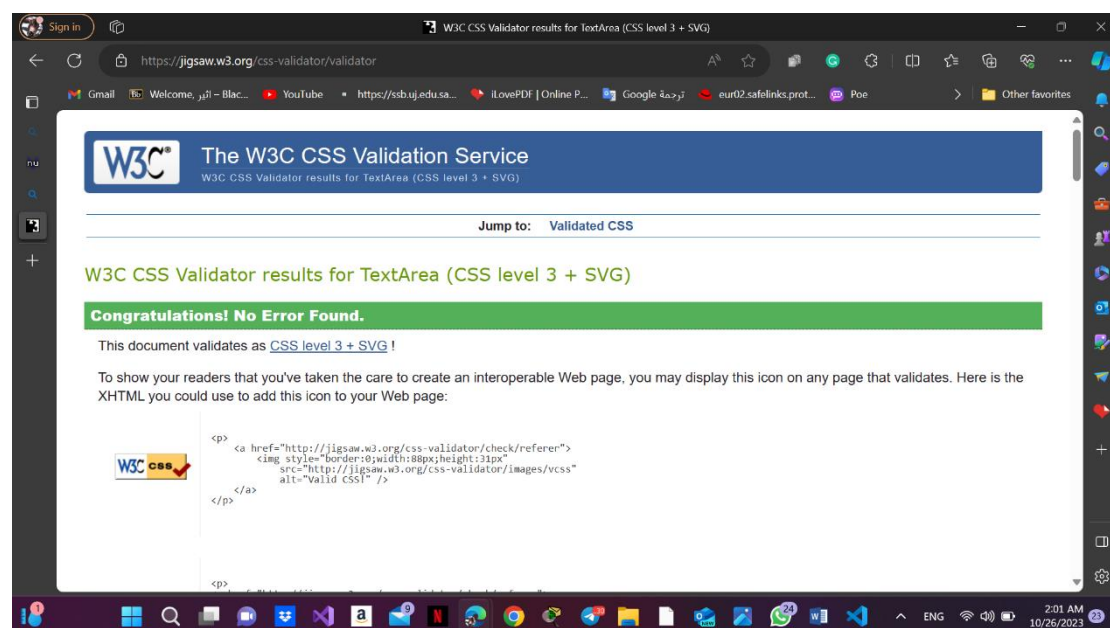 Sign in
W3C CSS Validator results for TextArea (CSS level 3 + SVG)
https://jigsaw.w3.org/css-validator/validator
Gmail
Bb
Welcome, اثير – Blac...
YouTube
https://ssb.uj.edu.sa...
iLovePDF | Online P...
ترجمة Google
eur02.safelinks.prot...
Poe
Other favorites
nu
W3C®
The W3C CSS Validation Service
W3C CSS Validator results for TextArea (CSS level 3 + SVG)
Jump to: Validated CSS
W3C CSS Validator results for TextArea (CSS level 3 + SVG)
Congratulations! No Error Found.
This document validates as CSS level 3 + SVG !
To show your readers that you've taken the care to create an interoperable Web page, you may display this icon on any page that validates. Here is the
XHTML you could use to add this icon to your Web page:
W3C css
<p>
<a href="http://jigsaw.w3.org/css-validator/check/referer">
<img style="border:0;width:88px;height:31px"
src="http://jigsaw.w3.org/css-validator/images/vcss"
alt="Valid CSS!" />
</a>
</p>
<p>
1
9
24
ENG
2:01 AM
10/26/2023
23